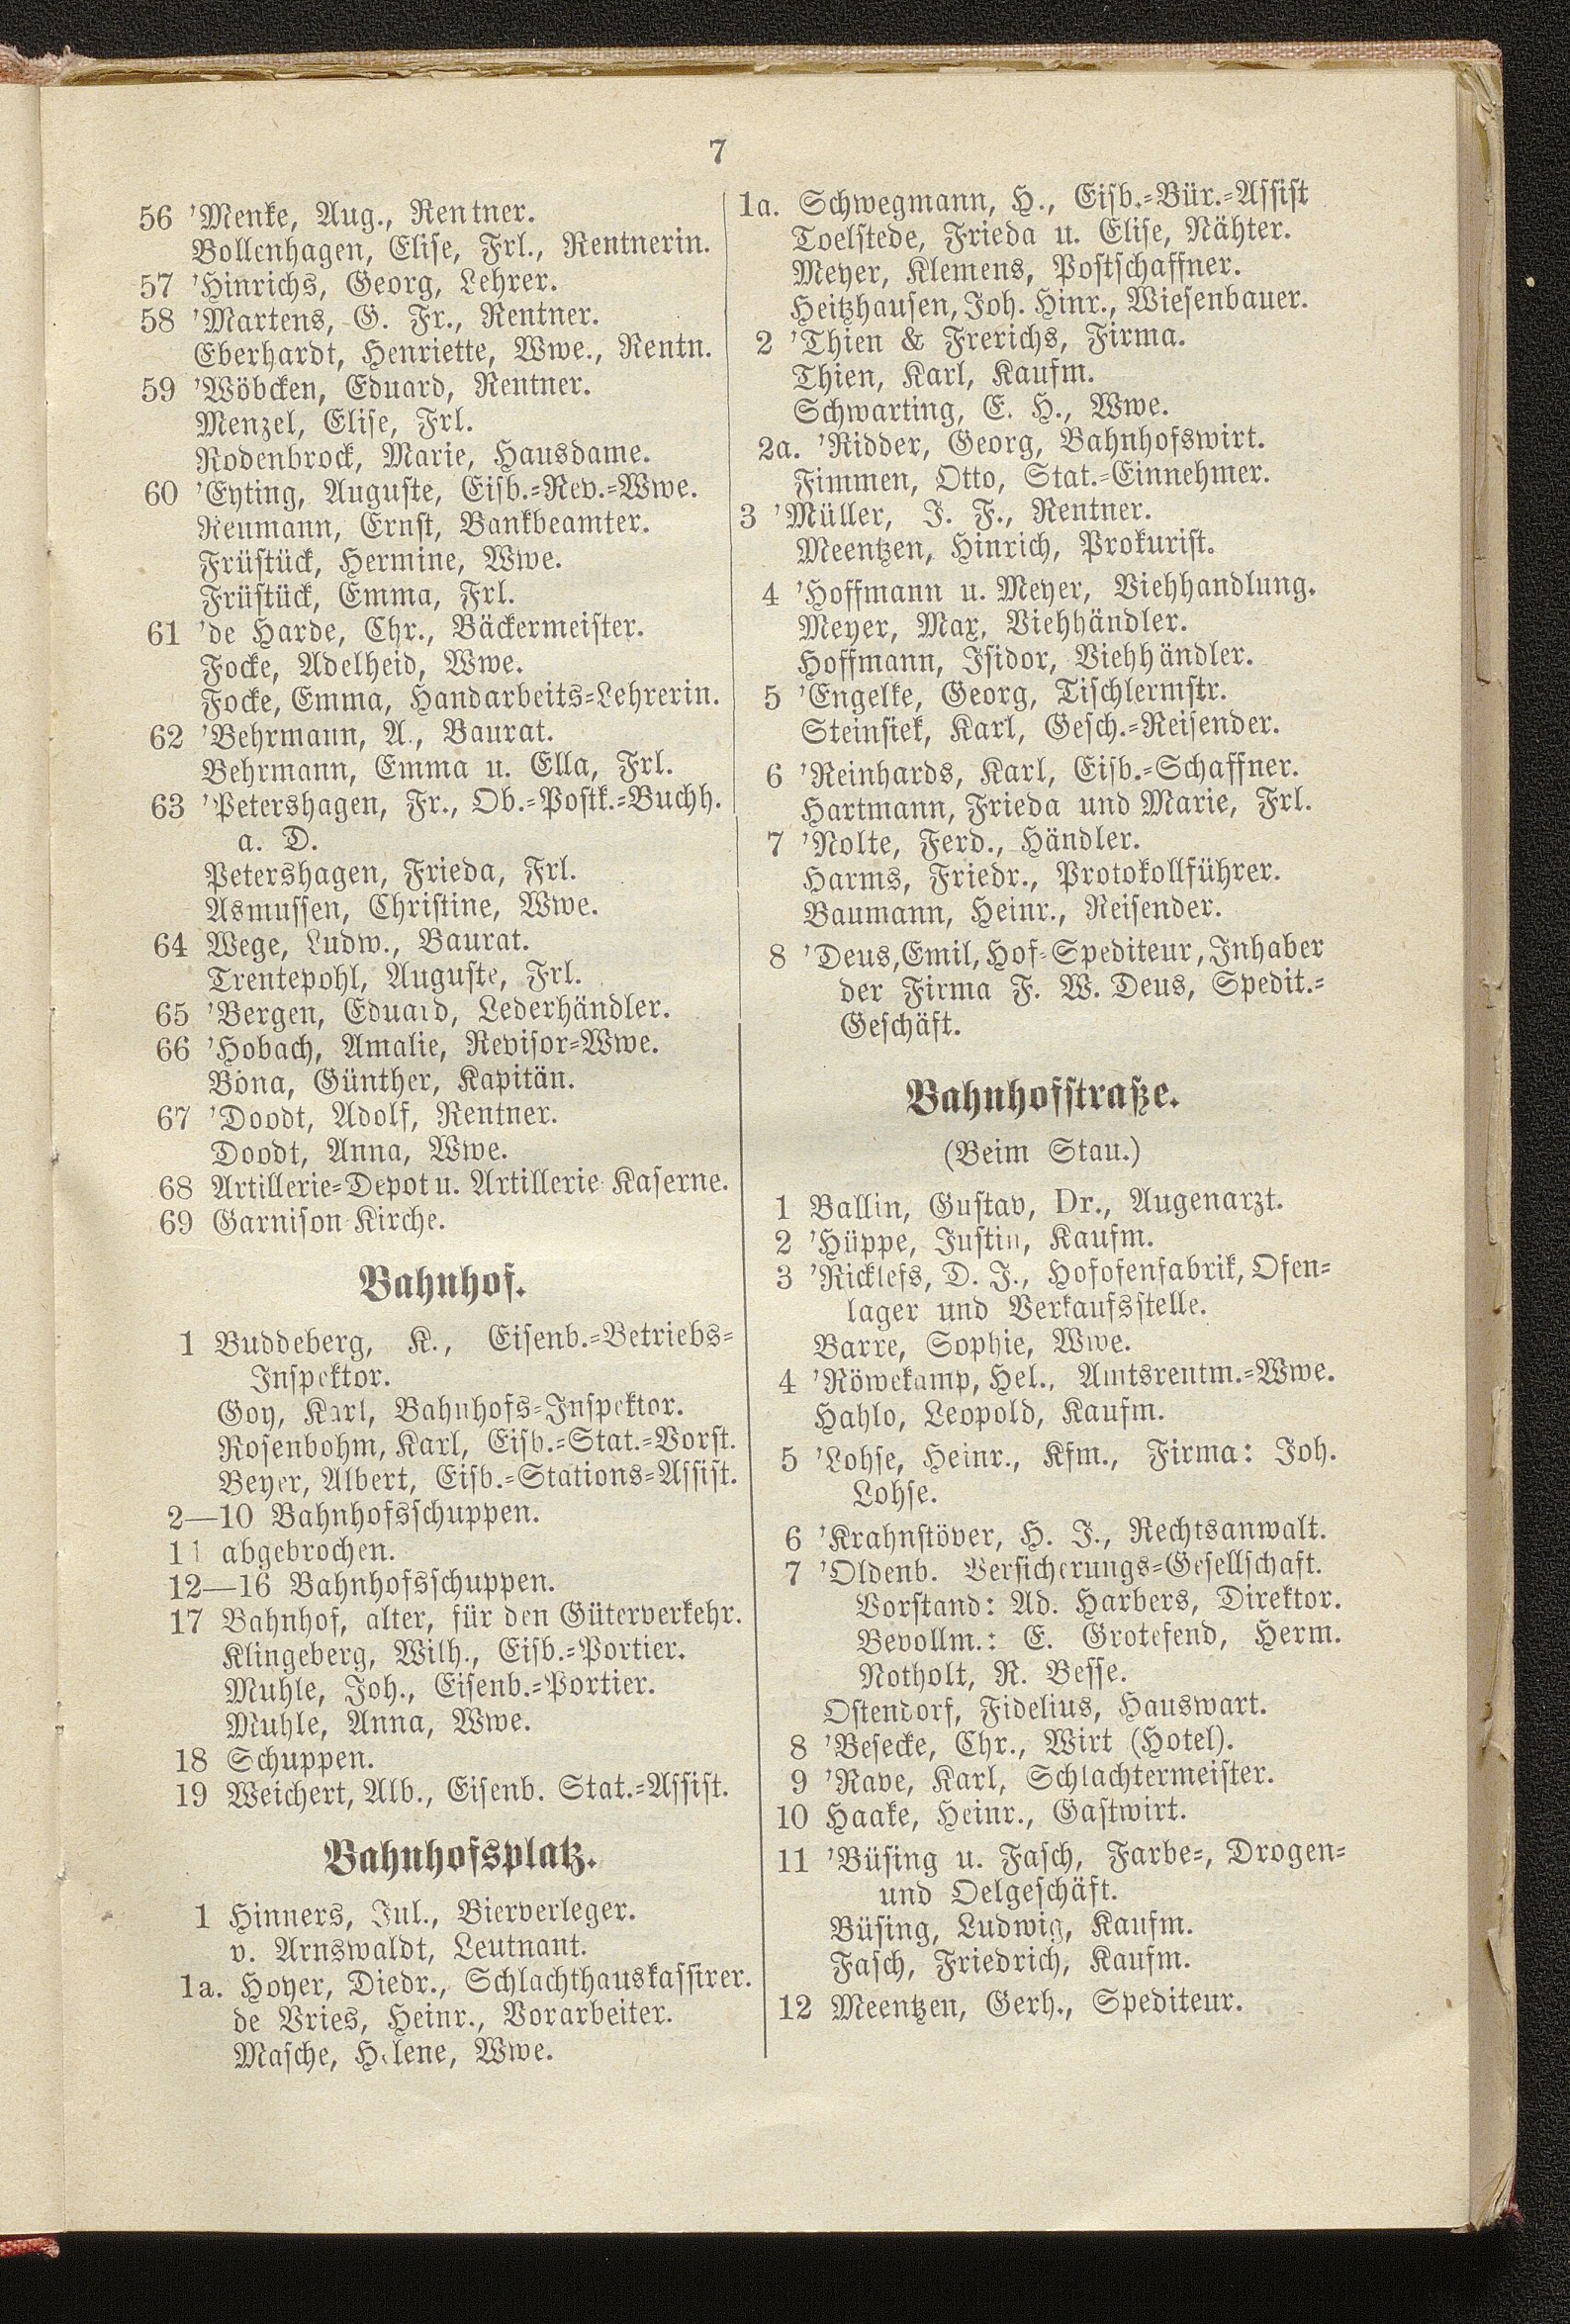 7
56 'Menke, Aug., Rentner.
Bollenhagen, Elise, Frl., Rentnerin.
57 'Hinrichs, Georg, Lehrer.
58 'Martens, G. Fr., Rentner.
Eberhardt, Henriette, Wwe., Rentn.
59 'Wöbcken, Eduard, Rentner.
Menzel, Elise, Frl.
Rodenbrock, Marie, Hausdame.
60 'Eyting, Auguste, Eisb.-Rev.-Wwe.
Neumann, Ernst, Bankbeamter.
Früstück, Hermine, Wwe.
Früstück, Emma, Frl.
61 'de Harde, Chr., Bäckermeister.
Focke, Adelheid, Wwe.
Focke, Emma, Handarbeits-Lehrerin.
62 'Behrmann, A., Baurat.
Behrmann, Emma u. Ella, Frl.
63 'Petershagen, Fr., Ob.-Postk.-Buchh.
a. D.
Petershagen, Frieda, Frl.
Asmussen, Christine, Wwe.
64 Wege, Ludw., Baurat.
Trentepohl, Auguste, Frl.
65 'Bergen, Eduard, Lederhändler.
66 'Hobach, Amalie, Revisor-Wwe.
Bona, Günther, Kapitän.
67 'Doodt, Adolf, Rentner.
Doodt, Anna, Wwe.
68 Artillerie-Depot u. Artillerie Kaserne.
69 Garnison-Kirche.
Bahnhof.
1 Buddeberg, K., Eisenb.-Betriebs-
Inspektor.
Goy, Karl, Bahnhofs-Inspektor.
Rosenbohm, Karl, Eisb.-Stat.-Vorst.
Beyer, Albert, Eisb.-Stations-Assist.
2—10 Bahnhofsschuppen.
11 abgebrochen.
12—16 Bahnhofsschuppen.
17 Bahnhof, alter, für den Güterverkehr.
Klingeberg, Wilh., Eisb.-Portier.
Muhle, Joh., Eisenb.-Portier.
Muhle, Anna, Wwe.
18 Schuppen.
19 Weichert, Alb., Eisenb. Stat.-Assist.
Bahnhofsplatz.
1 Hinners, Jul., Bierverleger.
v. Arnswaldt, Leutnant.
1a. Hoyer, Diedr., Schlachthauskassirer.
de Vries, Heinr., Vorarbeiter.
Masche, Helene, Wwe.
1a. Schwegmann, H., Eisb.-Bür.-Assist
Toelstede, Frieda u. Elise, Nähter.
Meyer, Klemens, Postschaffner.
Heitzhausen, Joh. Hinr., Wiesenbauer.
2 'Thien & Frerichs, Firma.
Thien, Karl, Kaufm.
Schwarting, E. H., Wwe.
2a. 'Ridder, Georg, Bahnhofswirt.
Fimmen, Otto, Stat.-Einnehmer.
3 'Müller, J. F., Rentner.
Meentzen, Hinrich, Prokurist.
4 'Hoffmann u. Meyer, Viehhandlung.
Meyer, Max, Viehhändler.
Hoffmann, Isidor, Viehhändler.
5 'Engelke, Georg, Tischlermstr.
Steinsiek, Karl, Gesch.-Reisender.
6 'Reinhards, Karl, Eisb.-Schaffner.
Hartmann, Frieda und Marie, Frl.
7 'Nolte, Ferd., Händler.
Harms, Friedr., Protokollführer.
Baumann, Heinr., Reisender.
8 'Deus, Emil, Hof-Spediteur, Inhaber
der Firma F. W. Deus, Spedit.-
Geschäft.
Bahnhofstraße.
(Beim Stau.)
1 Ballin, Gustav, Dr., Augenarzt.
2 'Hüppe, Justin, Kaufm.
3 'Ricklefs, D. J., Hofofenfabrik, Ofen-
lager und Verkaufsstelle.
Barre, Sophie, Wwe.
4 'Röwekamp, Hel., Amtsrentm.-Wwe.
Hahlo, Leopold, Kaufm.
5 'Lohse, Heinr., Kfm., Firma: Joh.
Lohse.
6 'Krahnstöver, H. J., Rechtsanwalt.
7 'Oldenb. Versicherungs-Gesellschaft.
Vorstand: Ad. Harbers, Direktor.
Bevollm.: E. Grotefend, Herm.
Notholt, R. Besse.
Ostendorf, Fidelius, Hauswart.
8 'Besecke, Chr., Wirt (Hotel).
9 'Rave, Karl, Schlachtermeister.
10 Haake, Heinr., Gastwirt.
11 'Büsing u. Fasch, Farbe-, Drogen-
und Oelgeschäft.
Büsing, Ludwig, Kaufm.
Fasch, Friedrich, Kaufm.
12 Meentzen, Gerh., Spediteur.